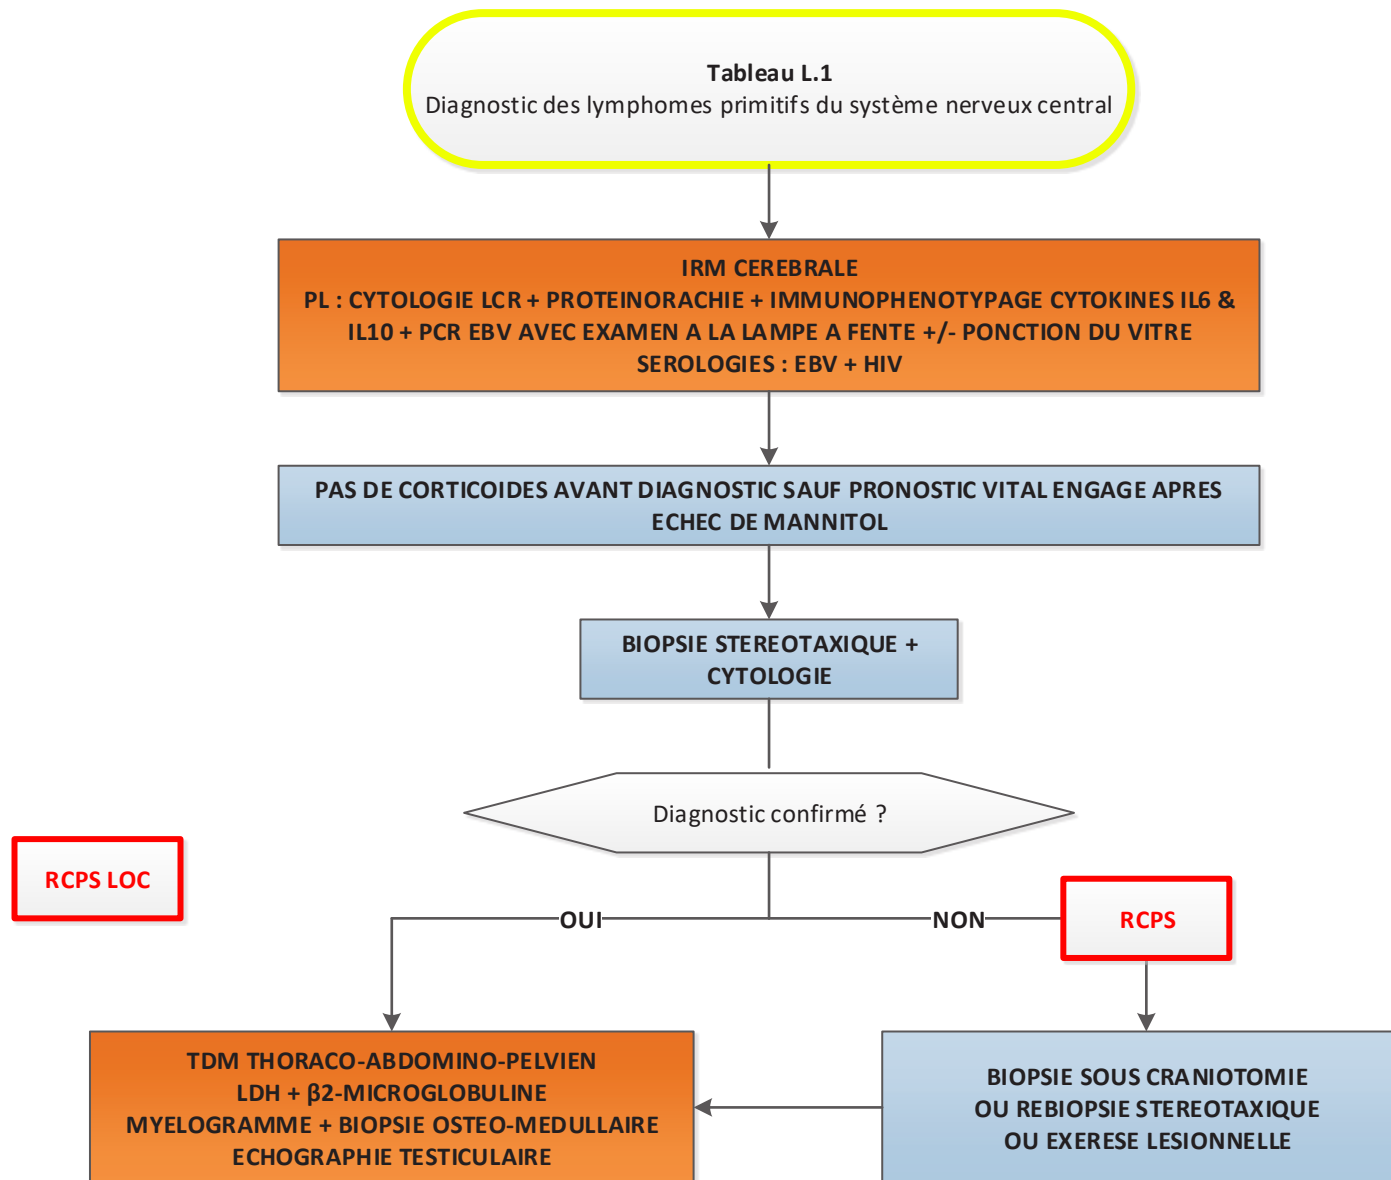 Tableau L.1
Diagnostic des lymphomes primitifs du système nerveux central
IRM CEREBRALE
PL : CYTOLOGIE LCR + PROTEINORACHIE + IMMUNOPHENOTYPAGE CYTOKINES IL6 &
IL10 + PCR EBV AVEC EXAMEN A LA LAMPE A FENTE +/- PONCTION DU VITRE
SEROLOGIES : EBV + HIV
PAS DE CORTICOIDES AVANT DIAGNOSTIC SAUF PRONOSTIC VITAL ENGAGE APRES
ECHEC DE MANNITOL
BIOPSIE STEREOTAXIQUE +
CYTOLOGIE
Diagnostic confirmé ?
RCPS LOC
OUI
NON
RCPS
TDM THORACO-ABDOMINO-PELVIEN
LDH + β2-MICROGLOBULINE
MYELOGRAMME + BIOPSIE OSTEO-MEDULLAIRE
ECHOGRAPHIE TESTICULAIRE
BIOPSIE SOUS CRANIOTOMIE
OU REBIOPSIE STEREOTAXIQUE
OU EXERESE LESIONNELLE